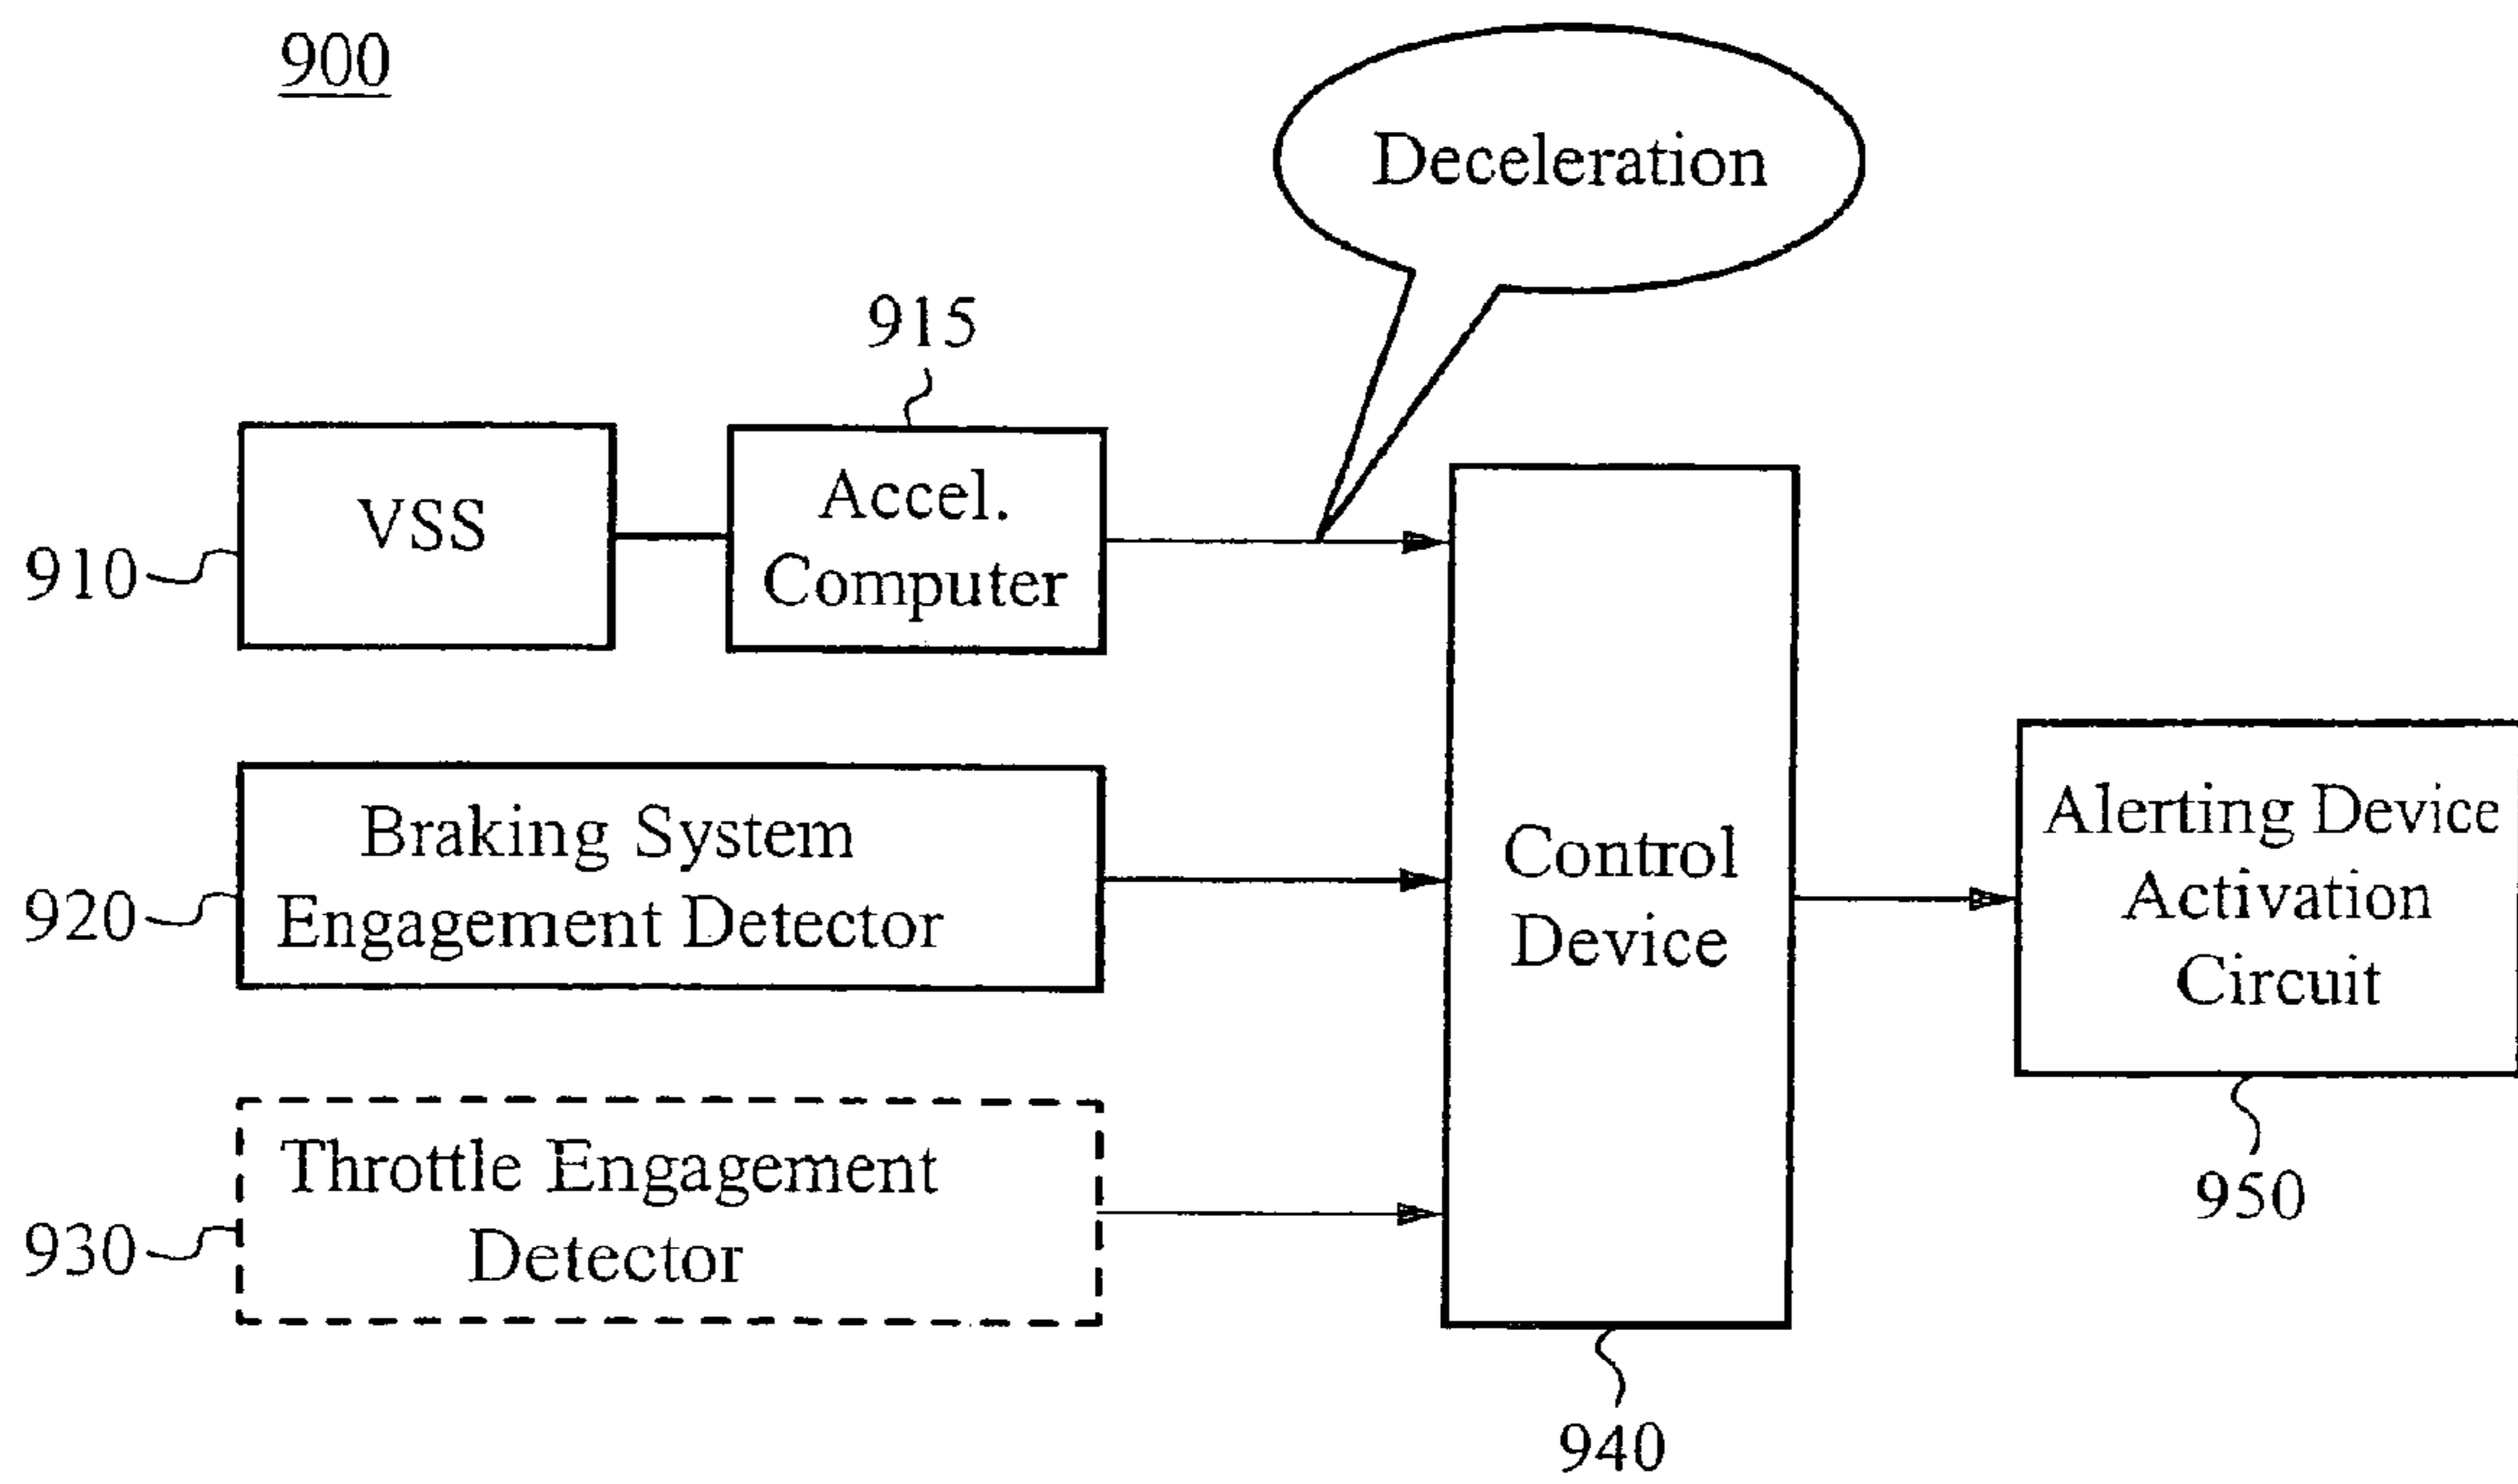 900
Deceleration
915
VSS
Accel.
Computer
910
Braking System
Engagement Detector
920
Control
Device
Alerting Device
Activation
Circuit
Throttle Engagement
Detector
930
950
940